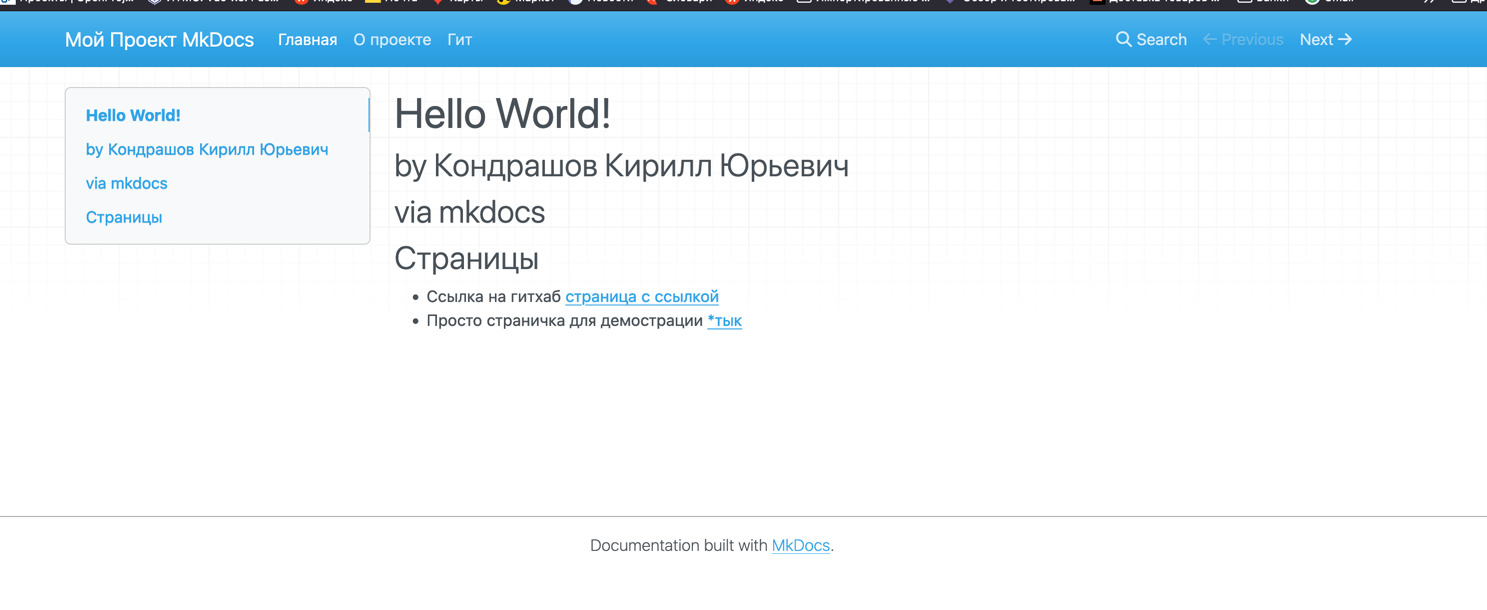 Мой Проект MkDocs Главная О проекте Гит Search Previous Next
Hello World!
by Кондрашов Кирилл Юрьевич
via mkdocs
Страницы
Hello World!
by Кондрашов Кирилл Юрьевич
via mkdocs
Страницы
Ссылка на гитхаб страница с ссылкой
Просто страничка для демострации *тык
Documentation built with MkDocs.